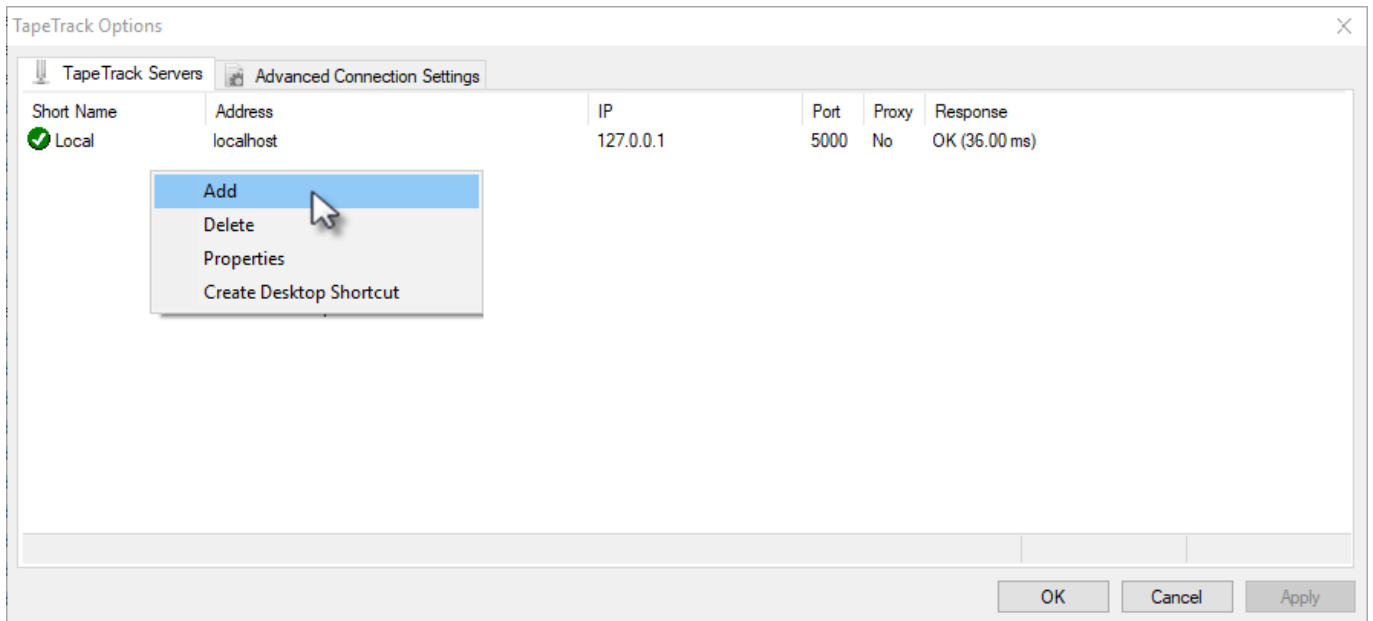 TapeTrack Options
TapeTrack Servers Advanced Connection Settings
Short Name Address IP Port Proxy Response
Local localhost 127.0.0.1 5000 No OK (36.00 ms)
Add
Delete
Properties
Create Desktop Shortcut
OK Cancel Apply